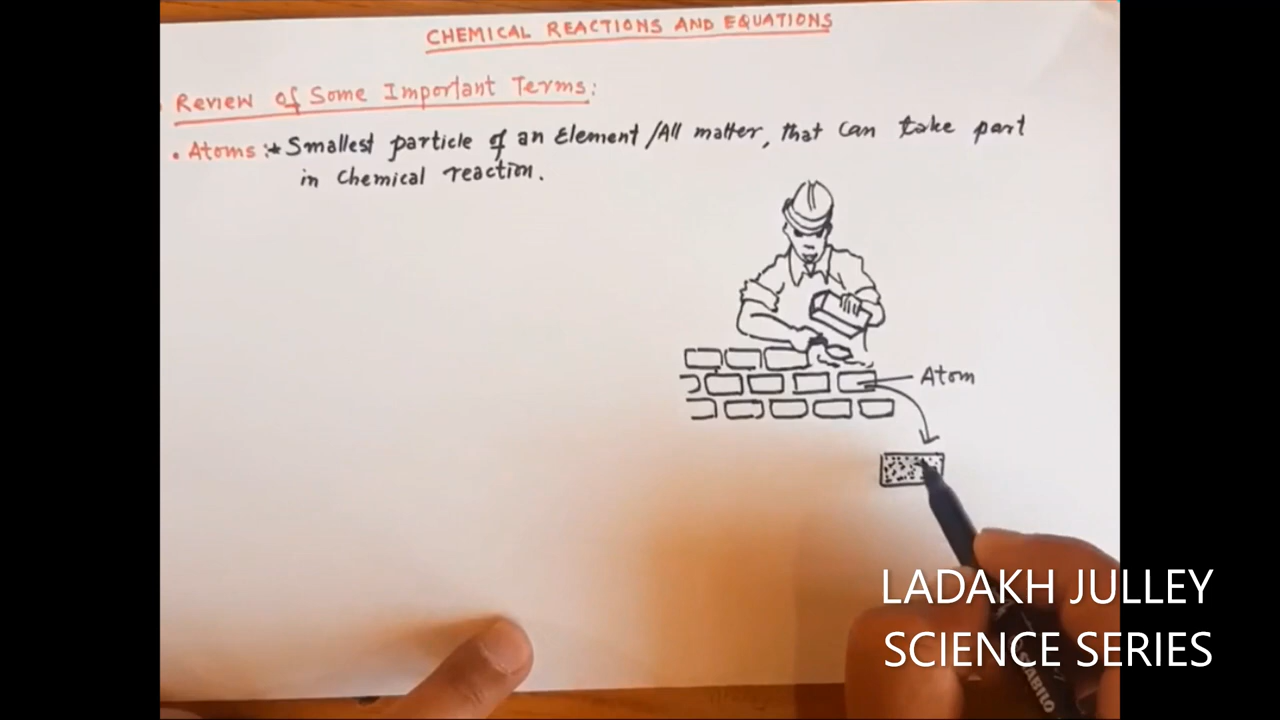 CHEMICAL REACTIONS AND EQUATIONS
Review of Some Important Terms:
• Atoms :* Smallest particle of an Element /All matter, that can take part
in Chemical reaction.
Atom
LADAKH JULLEY
SCIENCE SERIES
STABILO